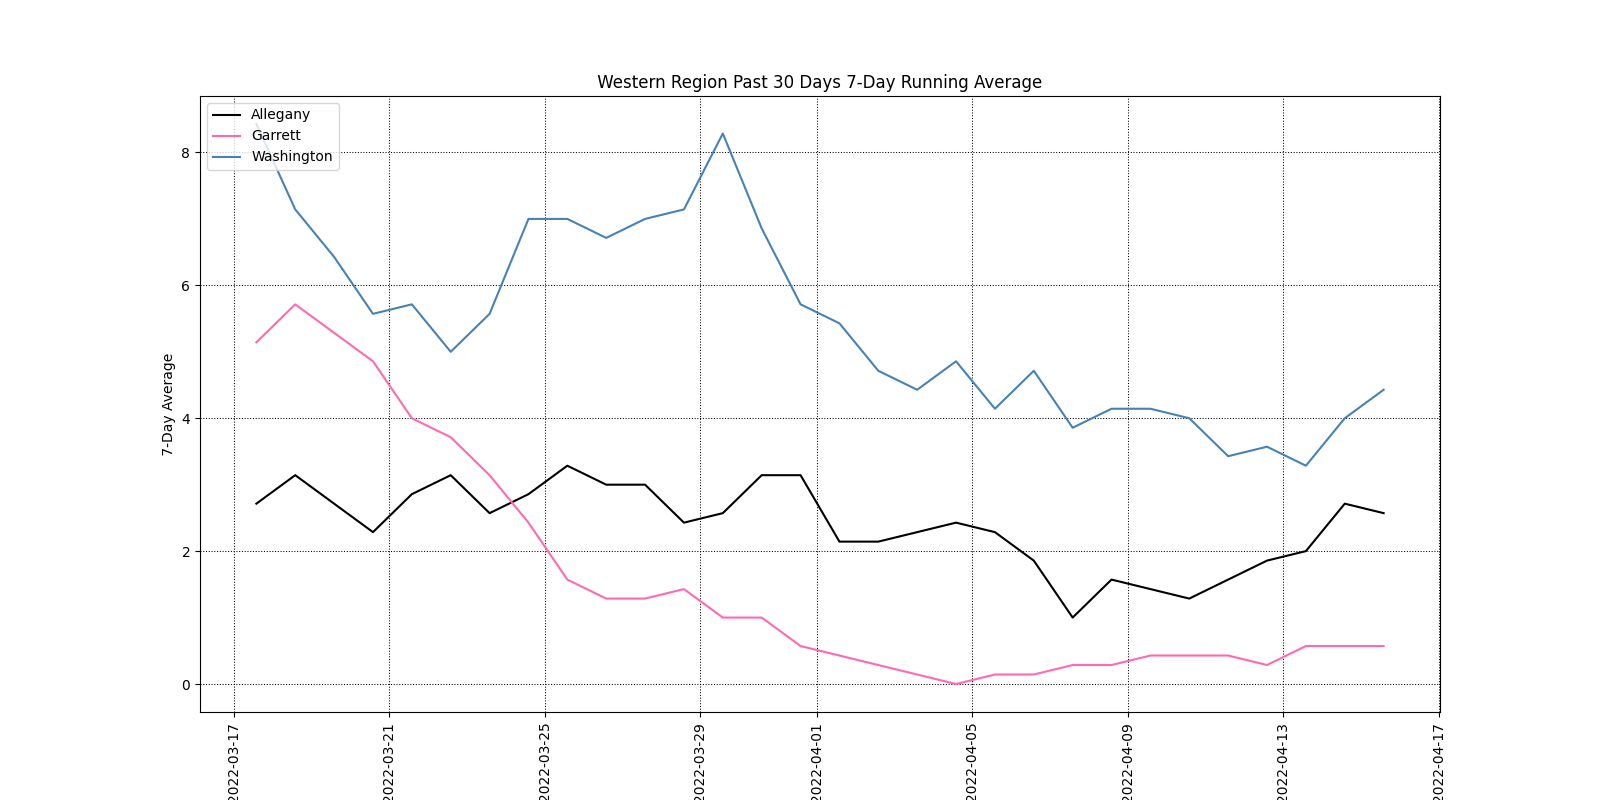 Western Region Past 30 Days 7-Day Running Average
Allegany
Garrett
Washington
7-Day Average
8
6
4
2
0
2022-03-17
2022-03-21
2022-03-25
2022-03-29
2022-04-01
2022-04-05
2022-04-09
2022-04-13
2022-04-17